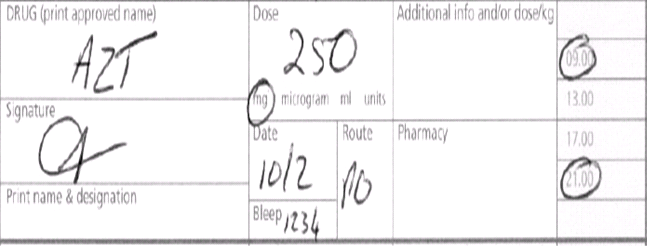 DRUG (print approved name) Dose Additional info and/or dose/kg
AZT 250 09.00
mg microgram ml units 13.00
Signature Date Route Pharmacy 17.00
10/2 PO 21.00
Print name & designation Bleep 1234